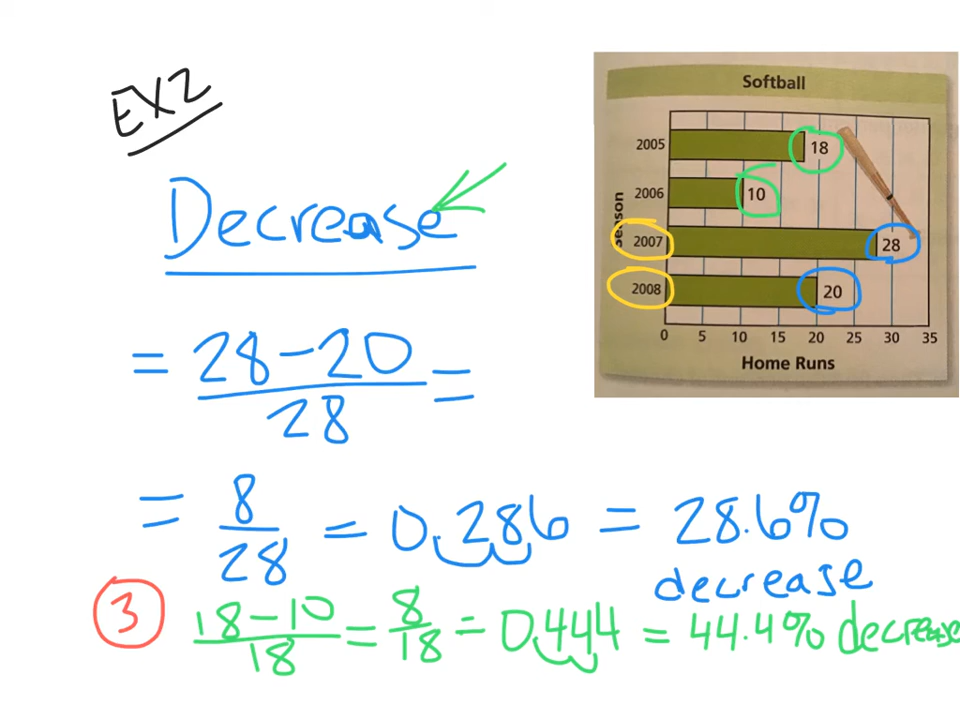 EX2
Decrease
= 28-20 / 28 =
= 8/28 = 0.286 = 28.6%
decrease
3 18-10 / 18 = 8/18 = 0.444 = 44.4% decrease
Softball
2005 18
2006 10
2007 28
2008 20
Season
0 5 10 15 20 25 30 35
Home Runs